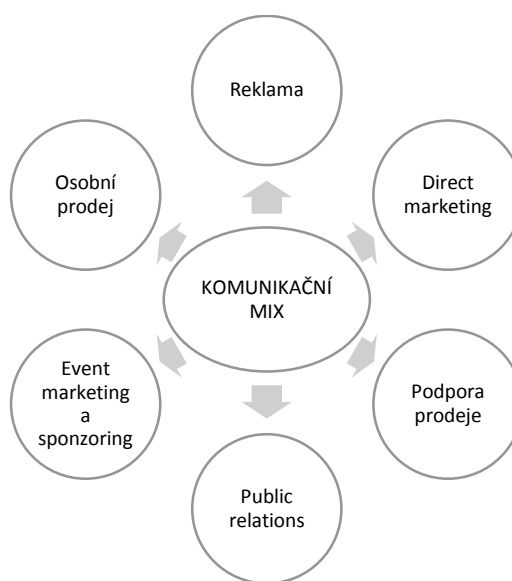 Reklama
Osobní
prodej
Direct
marketing
KOMUNIKAČNÍ
MIX
Event
marketing
a
sponzoring
Podpora
prodeje
Public
relations